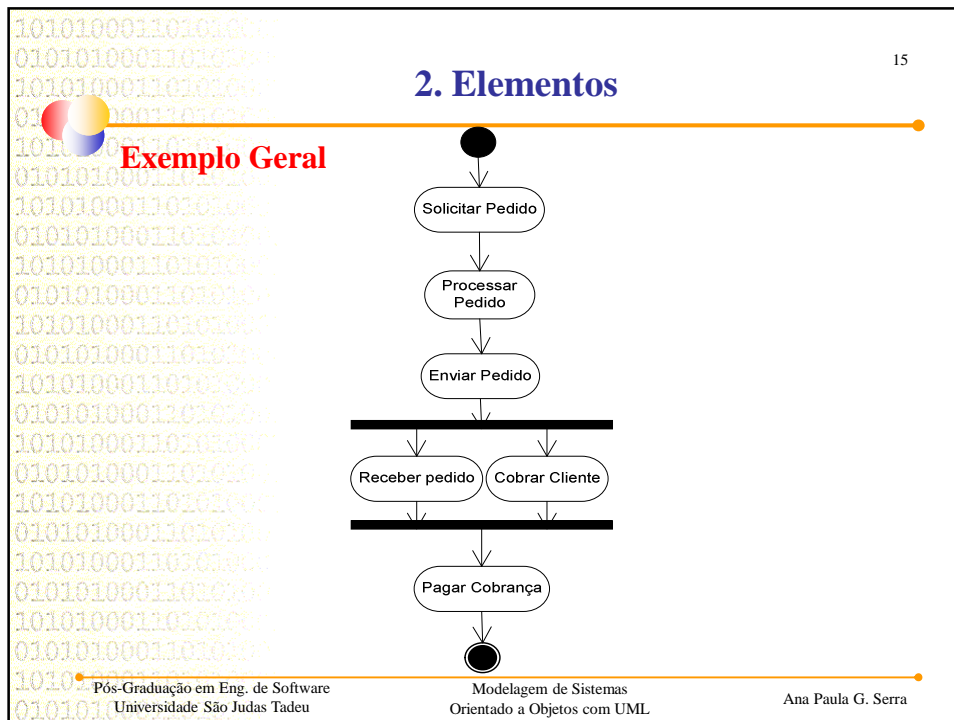 15
2. Elementos
Exemplo Geral
Solicitar Pedido
Processar
Pedido
Enviar Pedido
Receber pedido
Cobrar Cliente
Pagar Cobrança
Pós-Graduação em Eng. de Software
Universidade São Judas Tadeu
Modelagem de Sistemas
Orientado a Objetos com UML
Ana Paula G. Serra